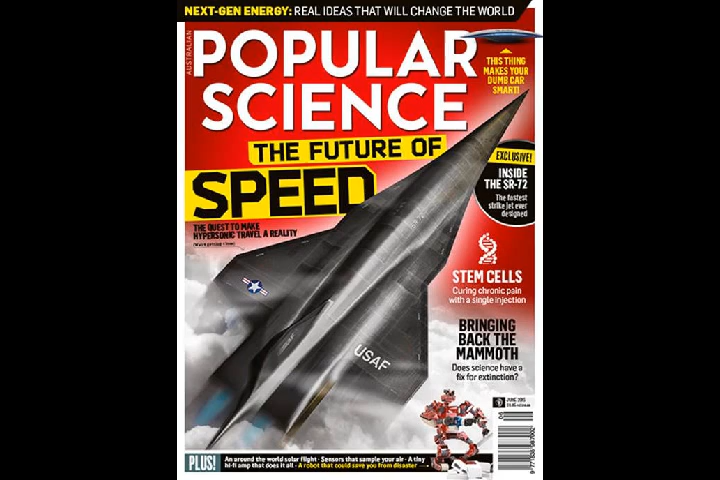 NEXT-GEN ENERGY: REAL IDEAS THAT WILL CHANGE THE WORLD
AUSTRALIAN
POPULAR
SCIENCE
THIS THING
MAKES YOUR
DUMB CAR
SMART!
THE FUTURE OF
SPEED
THE QUEST TO MAKE
HYPERSONIC TRAVEL A REALITY
EXCLUSIVE!
INSIDE
THE SR-72
The fastest
strike jet ever
designed
STEM CELLS
Curing chronic pain
with a single injection
BRINGING
BACK THE
MAMMOTH
Does science have a
fix for extinction?
USAF
PLUS!
An around the world solar flight · Sensors that sample your air · A tiny
hi-fi amp that does it all · A robot that could save you from disaster